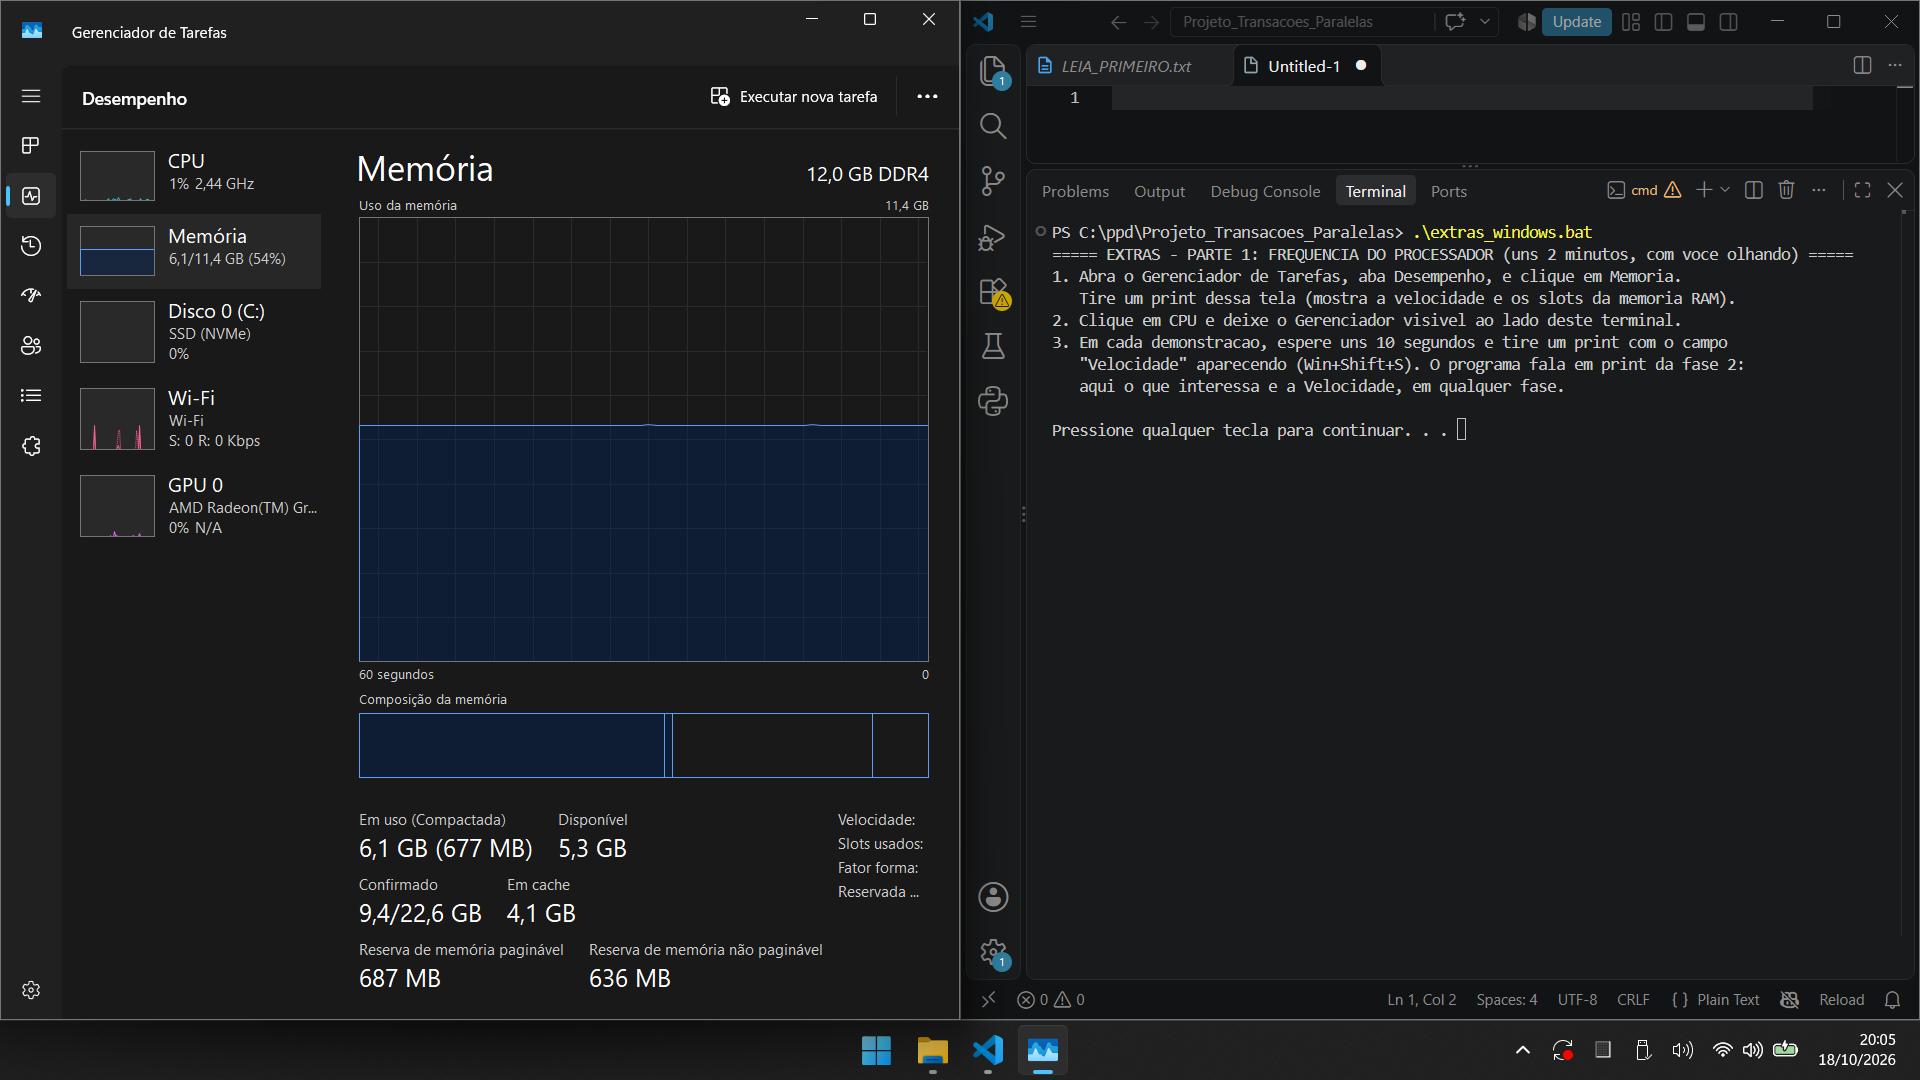 Gerenciador de Tarefas
Desempenho
Executar nova tarefa
CPU
1% 2,44 GHz
Memória
6,1/11,4 GB (54%)
Disco 0 (C:)
SSD (NVMe)
0%
Wi-Fi
Wi-Fi
S: 0 R: 0 Kbps
GPU 0
AMD Radeon(TM) Gr...
0% N/A
Memória
12,0 GB DDR4
Uso da memória
11,4 GB
60 segundos
0
Composição da memória
Em uso (Compactada)
Disponível
6,1 GB (677 MB)
5,3 GB
Confirmado
Em cache
9,4/22,6 GB
4,1 GB
Reserva de memória paginável
Reserva de memória não paginável
687 MB
636 MB
Velocidade:
Slots usados:
Fator forma:
Reservada ...
Projeto_Transacoes_Paralelas
Update
1
LEIA_PRIMEIRO.txt
Untitled-1
1
Problems
Output
Debug Console
Terminal
Ports
cmd
PS C:\ppd\Projeto_Transacoes_Paralelas> .\extras_windows.bat
===== EXTRAS - PARTE 1: FREQUENCIA DO PROCESSADOR (uns 2 minutos, com voce olhando) =====
1. Abra o Gerenciador de Tarefas, aba Desempenho, e clique em Memoria.
Tire um print dessa tela (mostra a velocidade e os slots da memoria RAM).
2. Clique em CPU e deixe o Gerenciador visivel ao lado deste terminal.
3. Em cada demonstracao, espere uns 10 segundos e tire um print com o campo
"Velocidade" aparecendo (Win+Shift+S). O programa fala em print da fase 2:
aqui o que interessa e a Velocidade, em qualquer fase.
Pressione qualquer tecla para continuar. . .
1
0
0
Ln 1, Col 2
Spaces: 4
UTF-8
CRLF
{ } Plain Text
Reload
20:05
18/10/2026